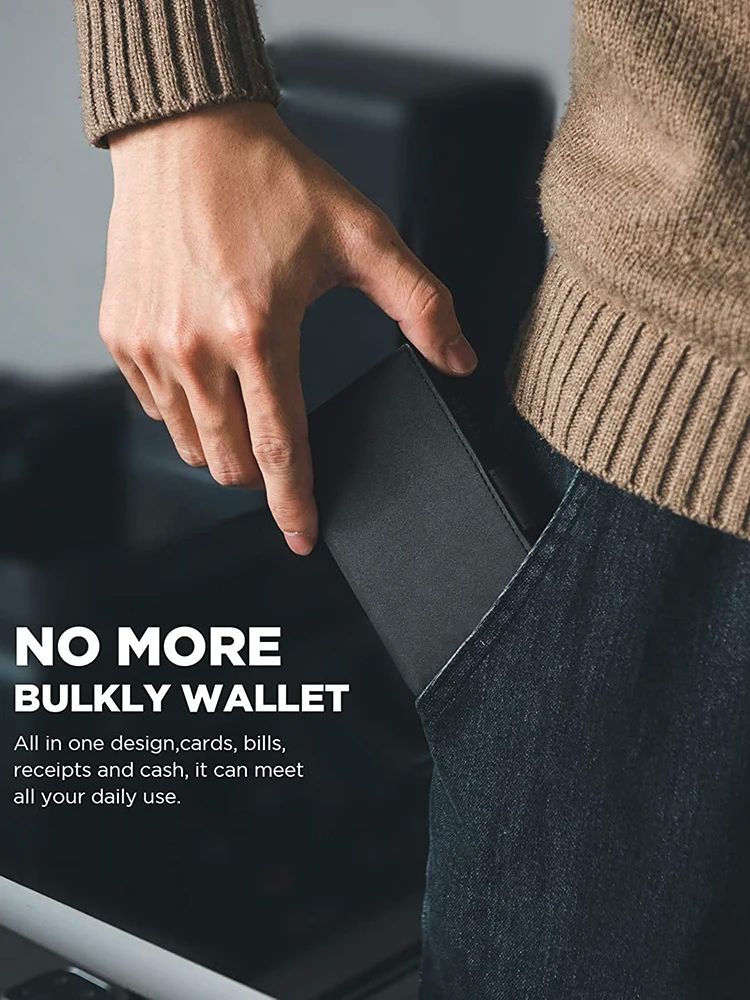 NO MORE
BULKLY WALLET
All in one design,cards, bills,
receipts and cash, it can meet
all your daily use.